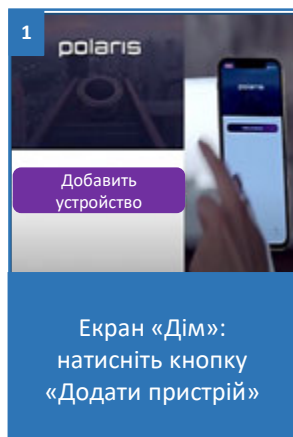 1
polaris
Добавить
устройство
Екран «Дім»:
натисніть кнопку
«Додати пристрій»